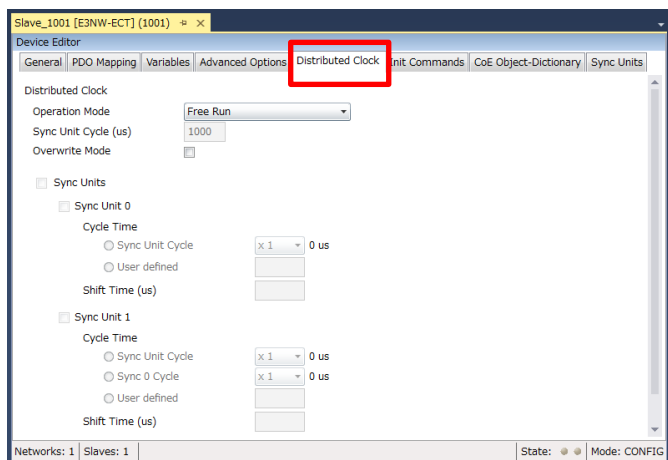 Slave_1001 [E3NW-ECT] (1001)
Device Editor
General PDO Mapping Variables Advanced Options Distributed Clock Init Commands CoE Object-Dictionary Sync Units
Distributed Clock
Operation Mode Free Run
Sync Unit Cycle (us) 1000
Overwrite Mode
Sync Units
Sync Unit 0
Cycle Time
Sync Unit Cycle x 1 0 us
User defined
Shift Time (us)
Sync Unit 1
Cycle Time
Sync Unit Cycle x 1 0 us
Sync 0 Cycle x 1 0 us
User defined
Shift Time (us)
Networks: 1 Slaves: 1 State: Mode: CONFIG